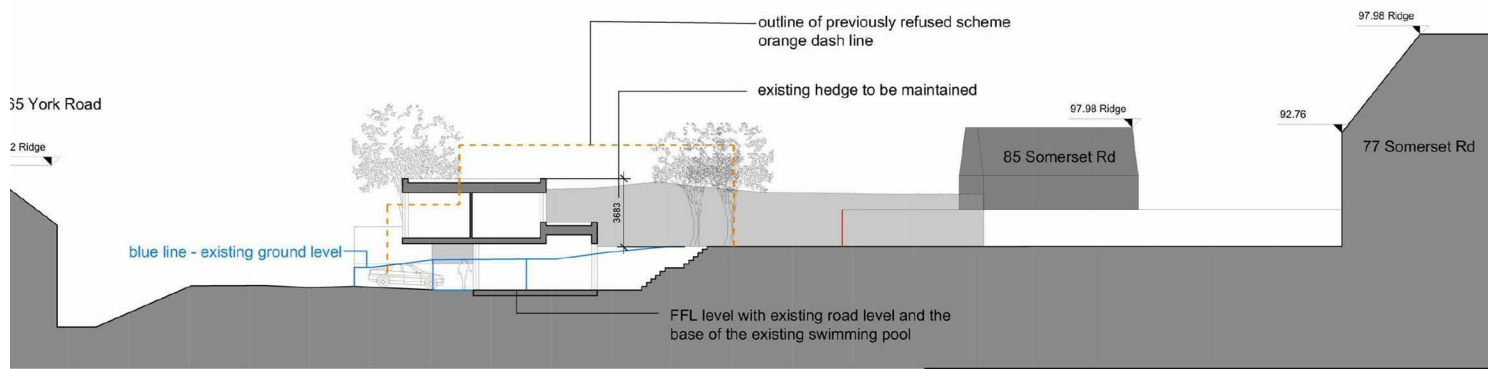 outline of previously refused scheme
orange dash line
97.98 Ridge
existing hedge to be maintained
65 York Road
97.98 Ridge
92.76
2 Ridge
85 Somerset Rd
77 Somerset Rd
3683
blue line - existing ground level
FFL level with existing road level and the
base of the existing swimming pool